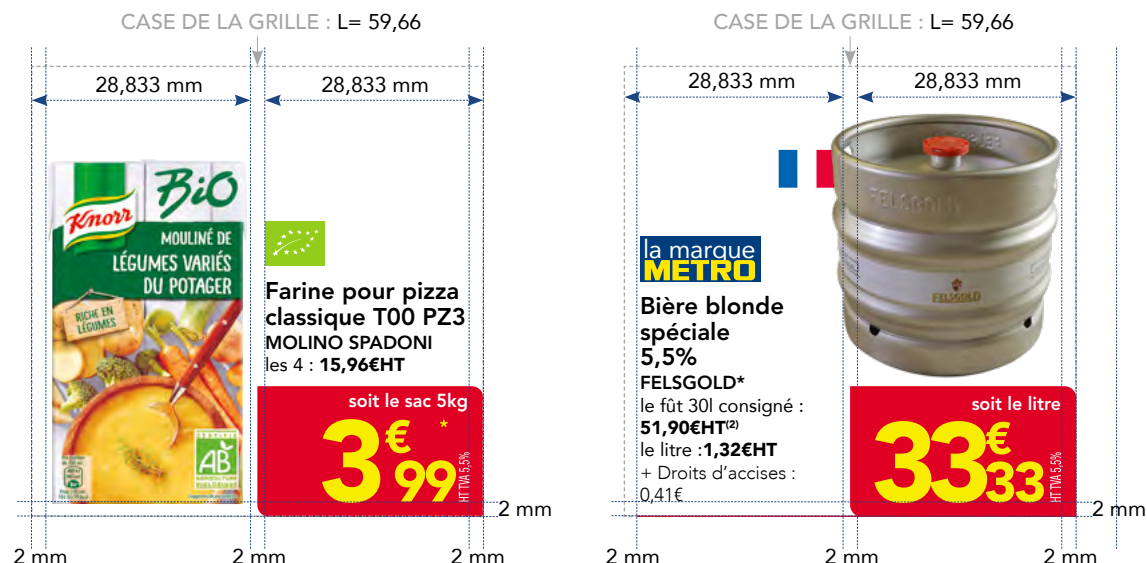 CASE DE LA GRILLE : L= 59,66
28,833 mm
28,833 mm
BiO
Knorr
MOULINÉ DE
LÉGUMES VARIÉS
DU POTAGER
RICHE EN
LÉGUMES
CERTIFIÉ
AB
AGRICULTURE
BIOLOGIQUE
Farine pour pizza
classique T00 PZ3
MOLINO SPADONI
les 4 : 15,96€HT
soit le sac 5kg
3€99*
HT TVA 5,5%
2 mm
2 mm
2 mm
2 mm
CASE DE LA GRILLE : L= 59,66
28,833 mm
28,833 mm
FELSGOLD
FELSGOLD
la marque
METRO
Bière blonde
spéciale
5,5%
FELSGOLD*
le fût 30l consigné :
51,90€HT(2)
le litre :1,32€HT
+ Droits d'accises :
0,41€
soit le litre
33€33
HT TVA 5,5%
2 mm
2 mm
2 mm
2 mm